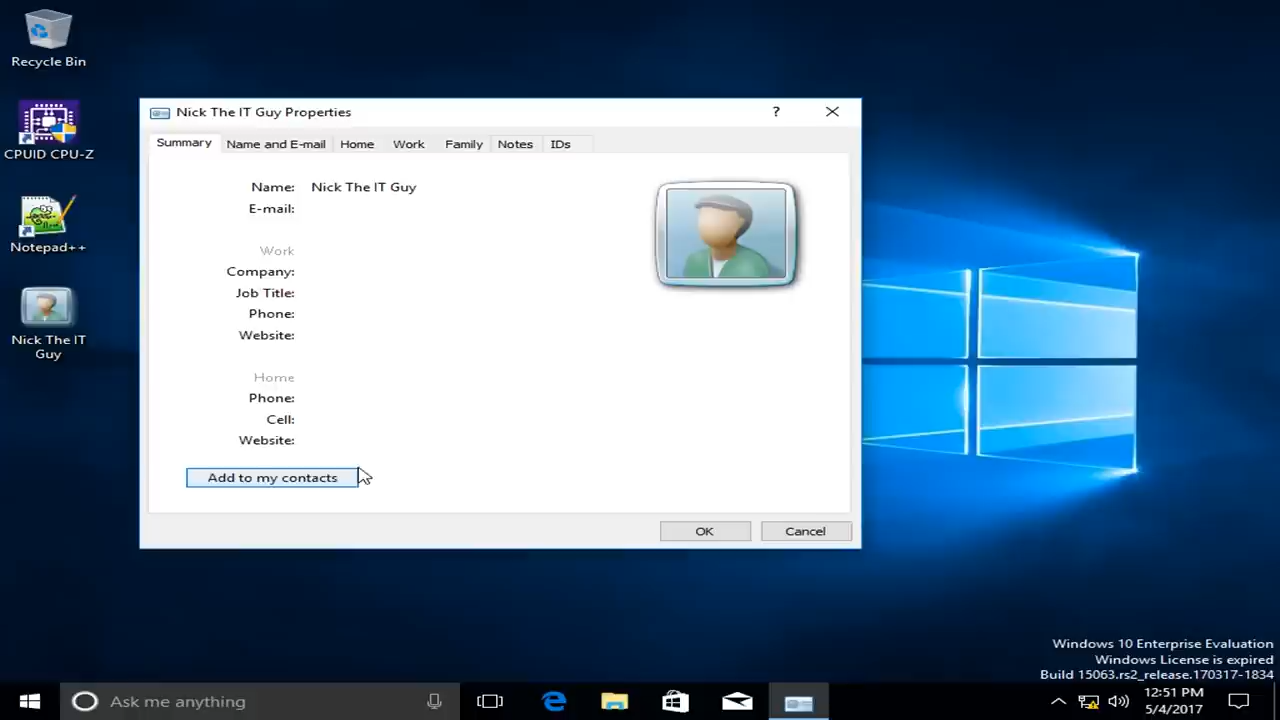 Recycle Bin
CPUID CPU-Z
Notepad++
Nick The IT
Guy
Nick The IT Guy Properties
?
Summary
Name and E-mail
Home
Work
Family
Notes
IDs
Name: Nick The IT Guy
E-mail:
Work
Company:
Job Title:
Phone:
Website:
Home
Phone:
Cell:
Website:
Add to my contacts
OK
Cancel
Windows 10 Enterprise Evaluation
Windows License is expired
Build 15063.rs2_release.170317-1834
Ask me anything
12:51 PM
5/4/2017